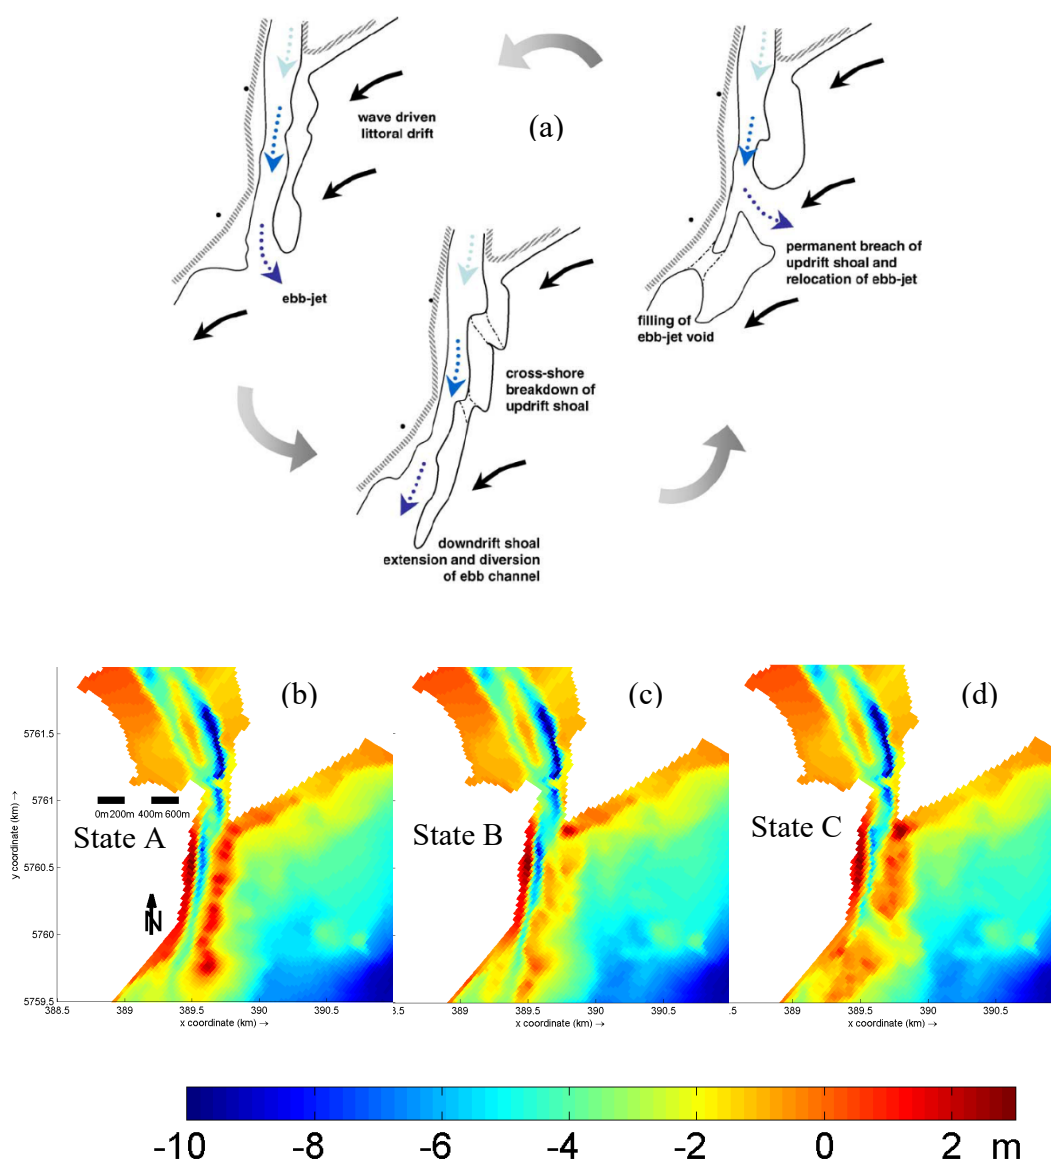 (a)
wave driven
littoral drift
ebb-jet
permanent breach of
updrift shoal and
relocation of ebb-jet
filling of
ebb-jet void
cross-shore
breakdown of
updrift shoal
downdrift shoal
extension and diversion
of ebb channel
(b)
(c)
(d)
5761.5
5761
5760.5
5760
5759.5
y coordinate (km) →
0m200m 400m 600m
State A
State B
State C
N
388.5 389 389.5 390 390.5
x coordinate (km) →
8.5 389 389.5 390 390.5
x coordinate (km) →
.5 389 389.5 390 390.5
x coordinate (km) →
-10 -8 -6 -4 -2 0 2 m